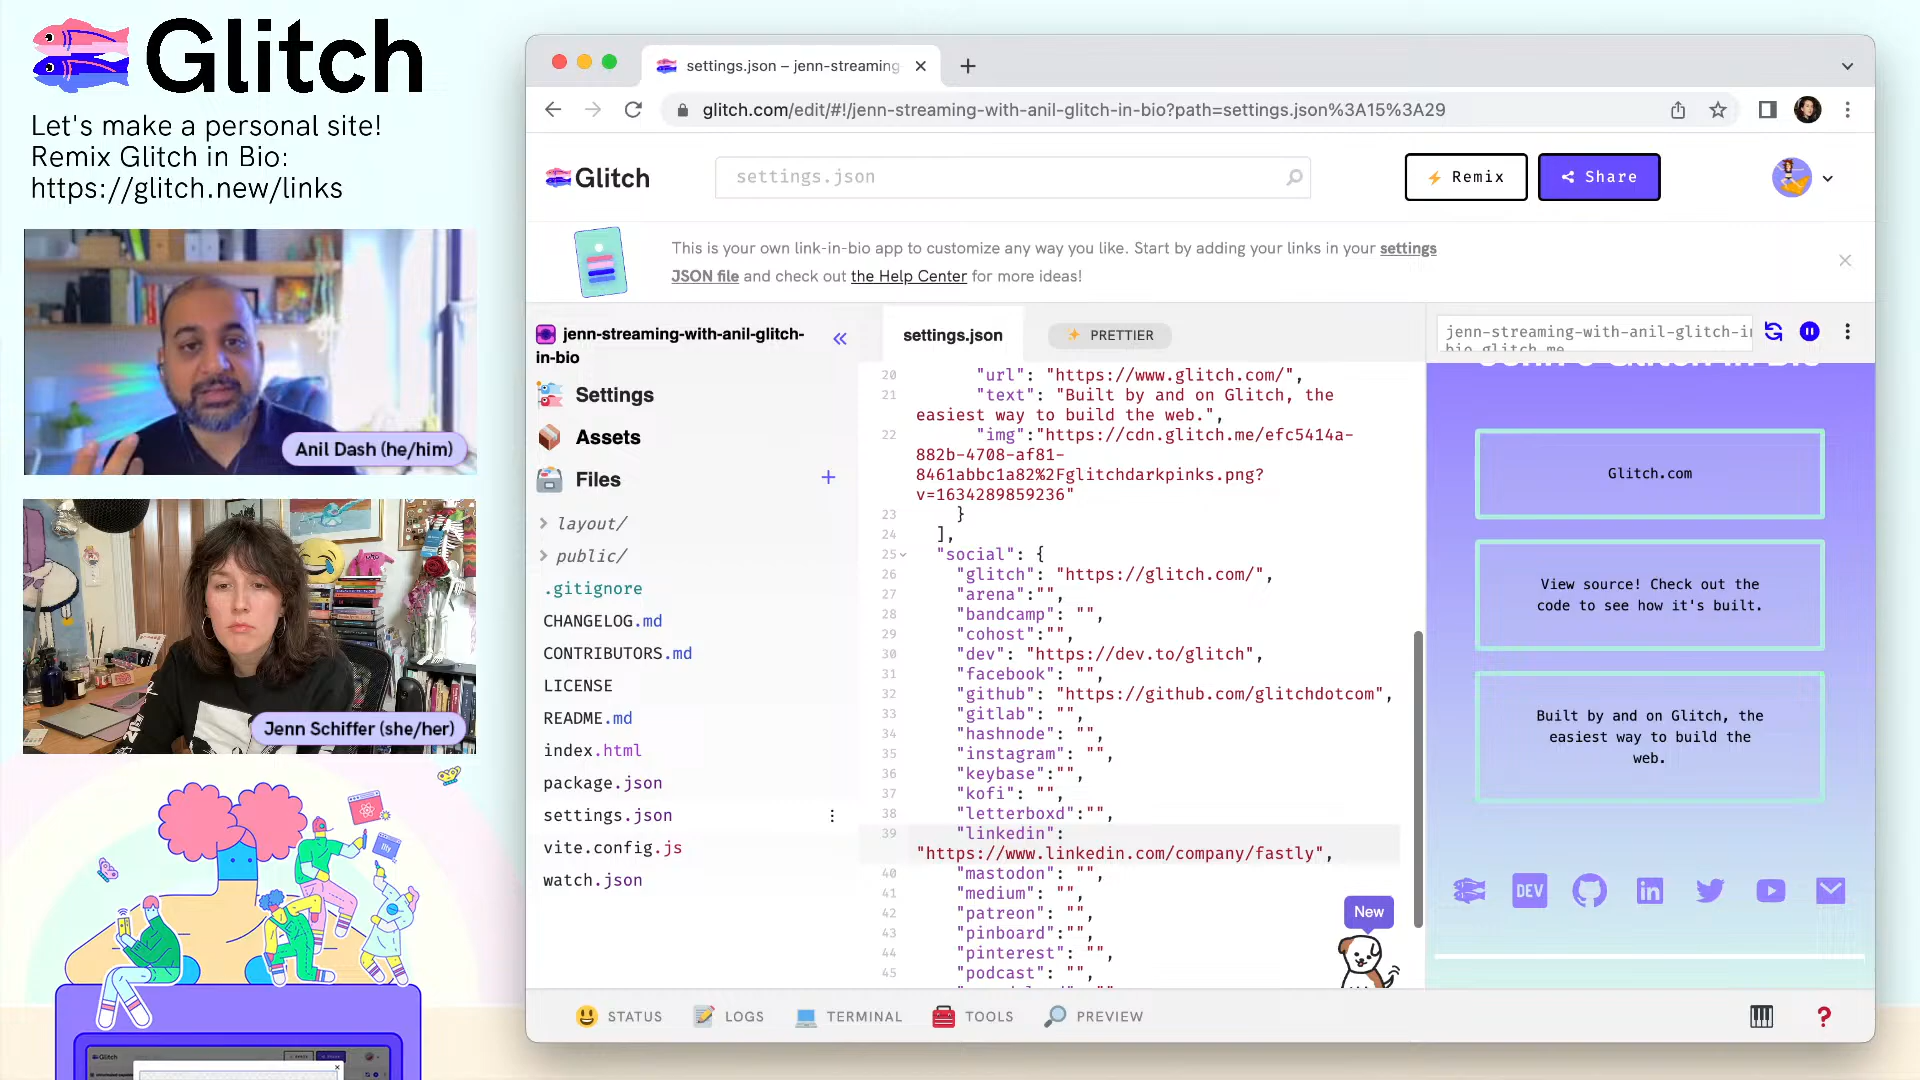 Glitch
Let's make a personal site!
Remix Glitch in Bio:
https://glitch.new/links
Anil Dash (he/him)
Jenn Schiffer (she/her)
settings.json – jenn-streaming
glitch.com/edit/#!/jenn-streaming-with-anil-glitch-in-bio?path=settings.json%3A15%3A29
Glitch
settings.json
Remix
Share
This is your own link-in-bio app to customize any way you like. Start by adding your links in your settings
JSON file and check out the Help Center for more ideas!
jenn-streaming-with-anil-glitch-
in-bio
Settings
Assets
Files
layout/
public/
.gitignore
CHANGELOG.md
CONTRIBUTORS.md
LICENSE
README.md
index.html
package.json
settings.json
vite.config.js
watch.json
settings.json
PRETTIER
20 "url": "https://www.glitch.com/",
21 "text": "Built by and on Glitch, the
easiest way to build the web.",
22 "img":"https://cdn.glitch.me/efc5414a-
882b-4708-af81-
8461abbc1a82%2Fglitchdarkpinks.png?
v=1634289859236"
23 }
24 ],
25 "social": {
26 "glitch": "https://glitch.com/",
27 "arena":"",
28 "bandcamp": "",
29 "cohost":"",
30 "dev": "https://dev.to/glitch",
31 "facebook": "",
32 "github": "https://github.com/glitchdotcom",
33 "gitlab": "",
34 "hashnode": "",
35 "instagram": "",
36 "keybase":"",
37 "kofi": "",
38 "letterboxd":"",
39 "linkedin":
"https://www.linkedin.com/company/fastly",
40 "mastodon": "",
41 "medium": "",
42 "patreon": "",
43 "pinboard":"",
44 "pinterest": "",
45 "podcast": "",
New
jenn-streaming-with-anil-glitch-in
bio.glitch.me
Glitch.com
View source! Check out the
code to see how it's built.
Built by and on Glitch, the
easiest way to build the
web.
DEV
in
STATUS
LOGS
TERMINAL
TOOLS
PREVIEW
?
Glitch